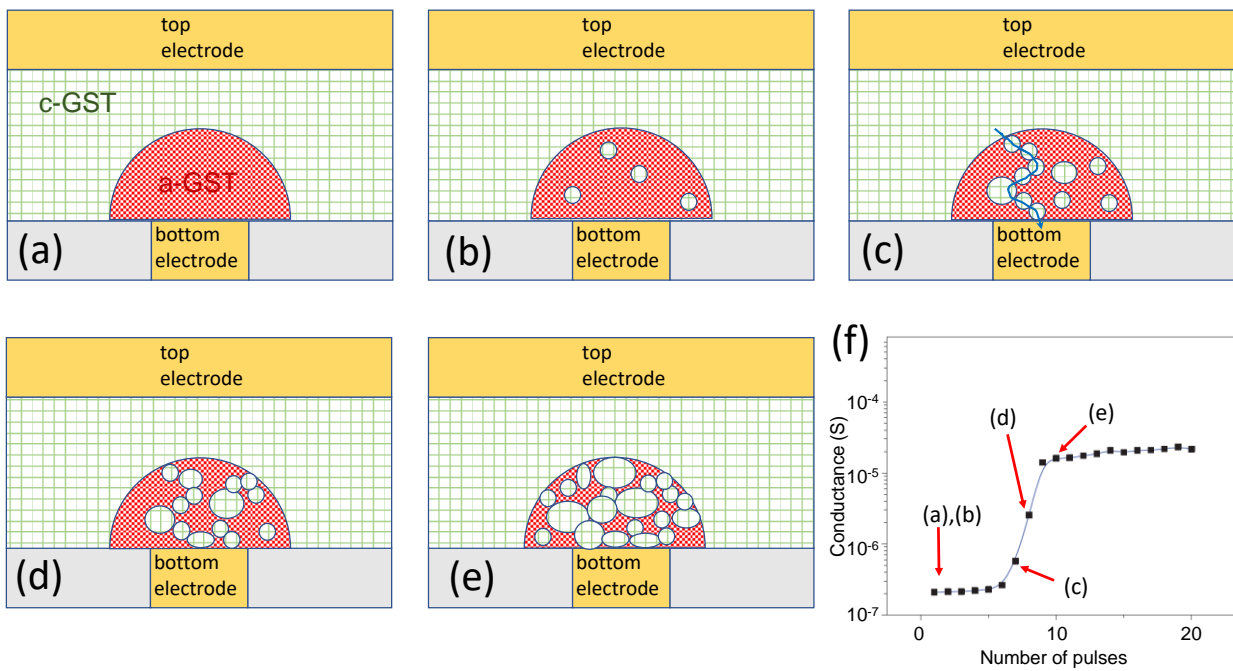 top
electrode
c-GST
a-GST
bottom
electrode
(a)
top
electrode
bottom
electrode
(b)
top
electrode
bottom
electrode
(c)
top
electrode
bottom
electrode
(d)
top
electrode
bottom
electrode
(e)
(f)
Conductance (S)
10-4
10-5
10-6
10-7
(d)
(e)
(a),(b)
(c)
0
10
20
Number of pulses